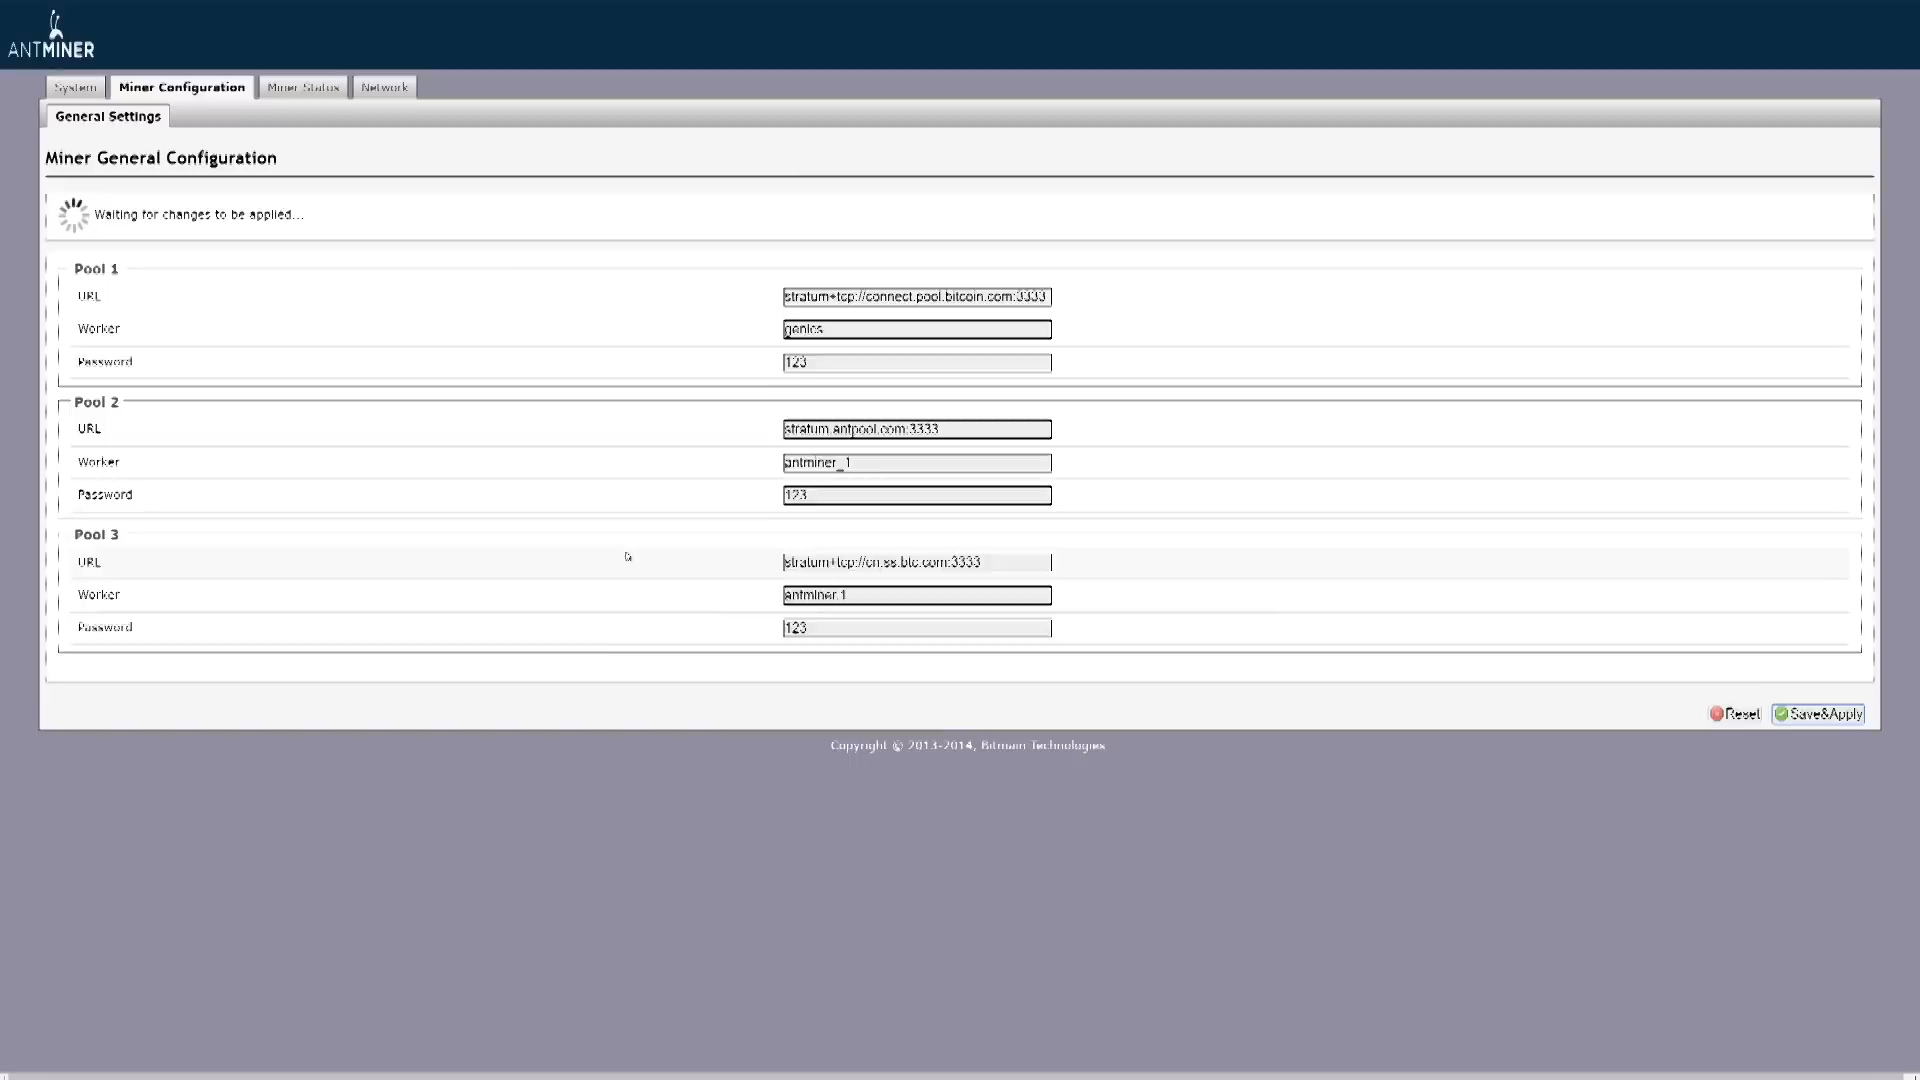 ANTMINER
System
Miner Configuration
Miner Status
Network
General Settings
Miner General Configuration
Waiting for changes to be applied...
Pool 1
URL
stratum+tcp://connect.pool.bitcoin.com:3333
Worker
genics
Password
123
Pool 2
URL
stratum.antpool.com:3333
Worker
antminer_1
Password
123
Pool 3
URL
stratum+tcp://cn.ss.btc.com:3333
Worker
antminer.1
Password
123
Reset
Save&Apply
Copyright © 2013-2014, Bitmain Technologies